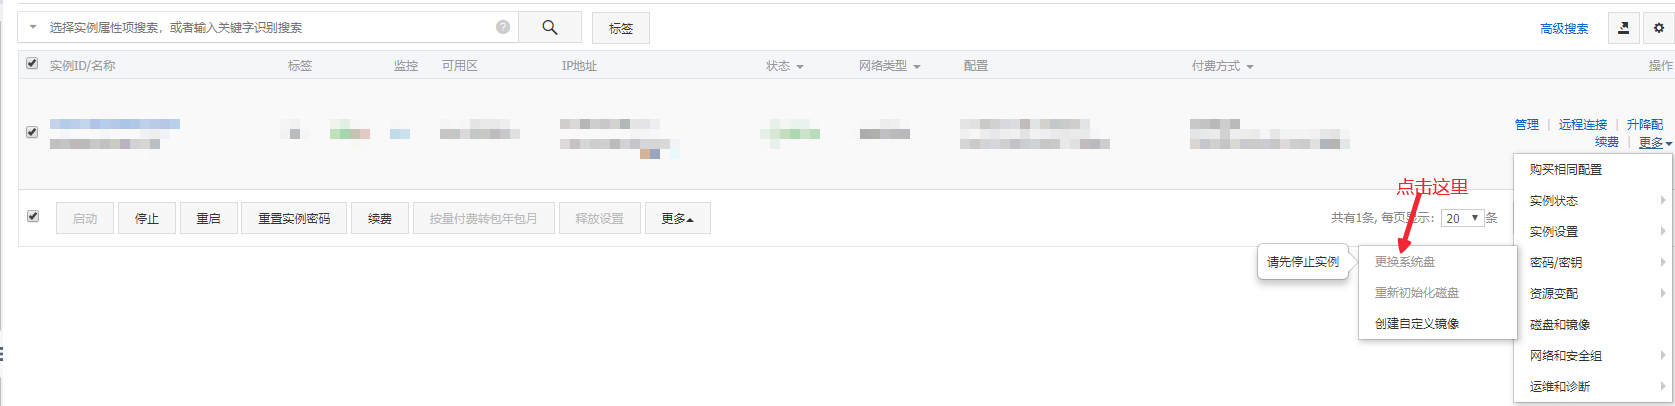 选择实例属性项搜索，或者输入关键字识别搜索 ? 标签 高级搜索
实例ID/名称 标签 监控 可用区 IP地址 状态 网络类型 配置 付费方式 操作
管理 | 远程连接 | 升降配
续费 | 更多
购买相同配置
点击这里
实例状态
启动 停止 重启 重置实例密码 续费 按量付费转包年包月 释放设置 更多 共有1条, 每页显示: 20 条
实例设置
请先停止实例 更换系统盘 密码/密钥
重新初始化磁盘 资源变配
创建自定义镜像 磁盘和镜像
网络和安全组
运维和诊断